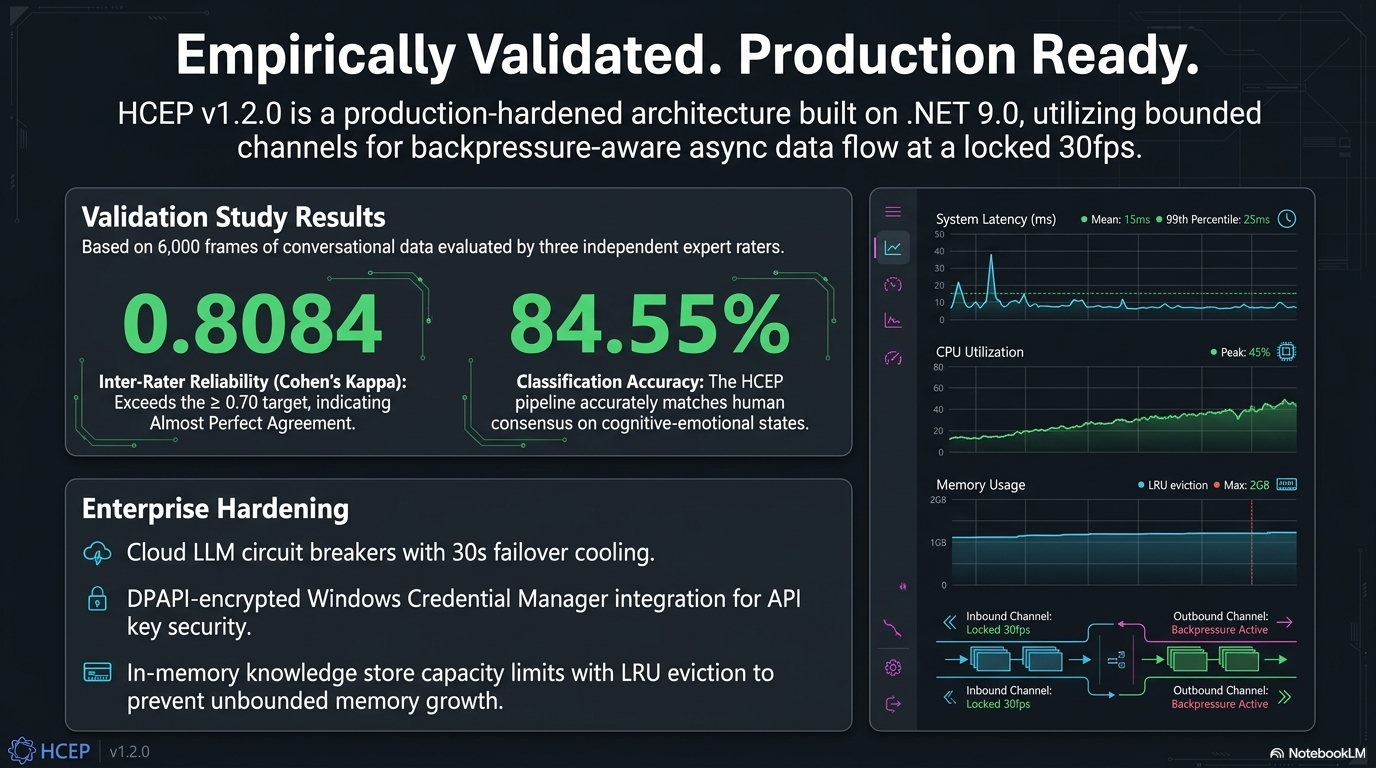 Empirically Validated. Production Ready.
HCEP v1.2.0 is a production-hardened architecture built on .NET 9.0, utilizing bounded
channels for backpressure-aware async data flow at a locked 30fps.
Validation Study Results
Based on 6,000 frames of conversational data evaluated by three independent expert raters.
0.8084
Inter-Rater Reliability (Cohen's Kappa):
Exceeds the ≥ 0.70 target, indicating
Almost Perfect Agreement.
84.55%
Classification Accuracy: The HCEP
pipeline accurately matches human
consensus on cognitive-emotional states.
Enterprise Hardening
Cloud LLM circuit breakers with 30s failover cooling.
DPAPI-encrypted Windows Credential Manager integration for API
key security.
In-memory knowledge store capacity limits with LRU eviction to
prevent unbounded memory growth.
System Latency (ms)
Mean: 15ms
99th Percentile: 25ms
50
40
30
20
10
0
CPU Utilization
Peak: 45%
80
60
40
20
0
Memory Usage
LRU eviction
Max: 2GB
2GB
1GB
0
Inbound Channel:
Locked 30fps
Outbound Channel:
Backpressure Active
Inbound Channel:
Locked 30fps
Outbound Channel:
Backpressure Active
HCEP
v1.2.0
NotebookLM